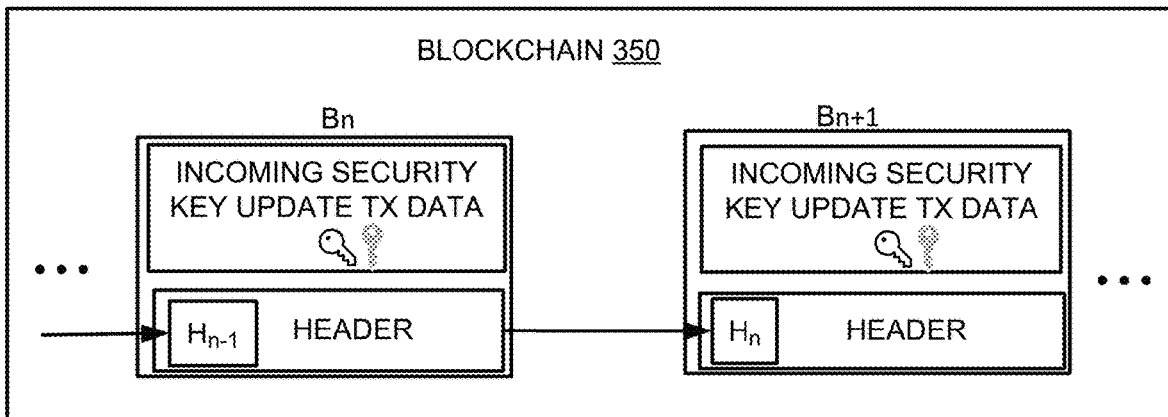 BLOCKCHAIN 350
Bn
Bn+1
INCOMING SECURITY
KEY UPDATE TX DATA
INCOMING SECURITY
KEY UPDATE TX DATA
Hn-1
HEADER
Hn
HEADER